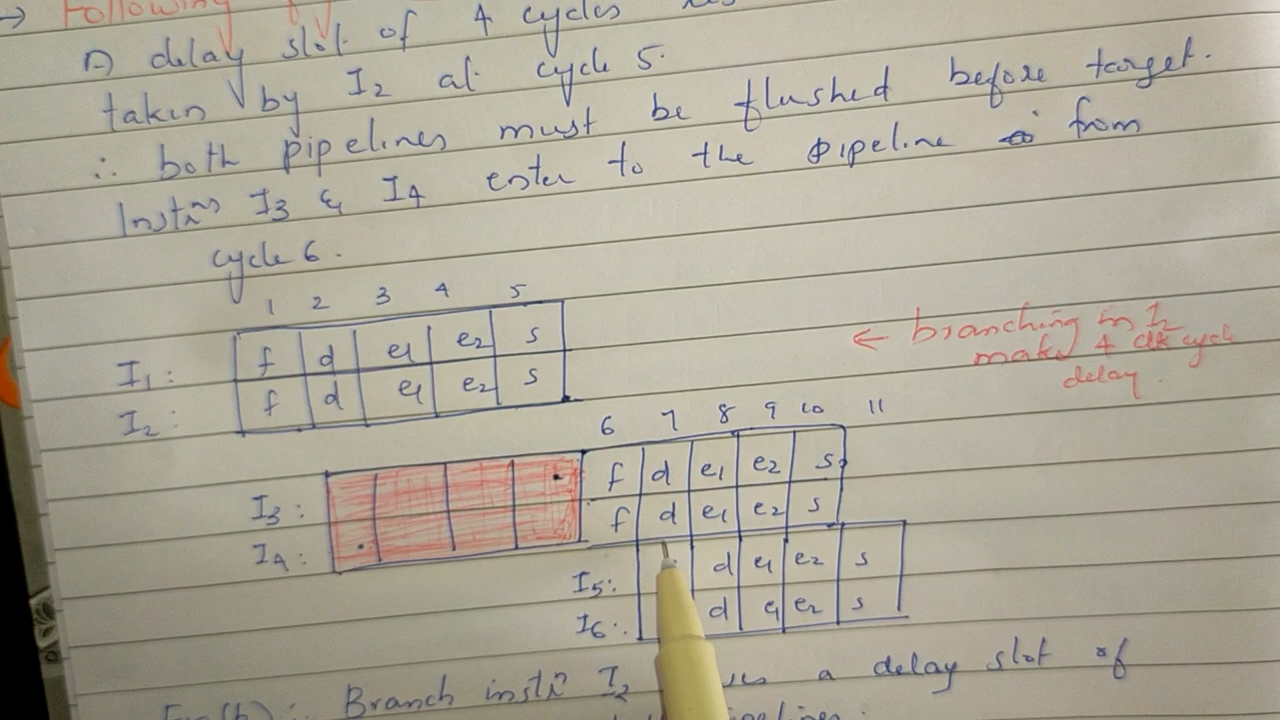 → Following
A delay slot of 4 cycles
taken by I2 at cycle 5.
∴ both pipelines must be flushed before target.
Instrns I3 & I4 enter to the pipeline from
cycle 6.
1 2 3 4 5
I1: f d e1 e2 s
I2: f d e1 e2 s
← branching in I2
make 4 clk cycle
delay.
6 7 8 9 10 11
I3: f d e1 e2 s
I4: f d e1 e2 s
I5: d e1 e2 s
I6: d e1 e2 s
Branch instrn I2 a delay slot of